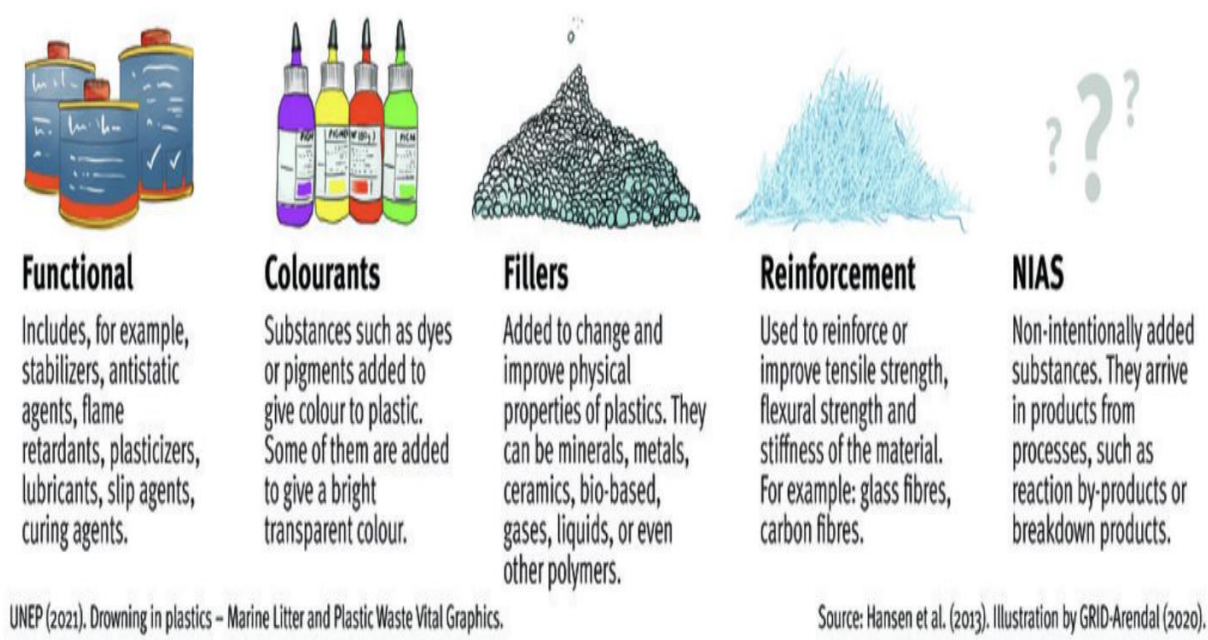 Functional
Includes, for example,
stabilizers, antistatic
agents, flame
retardants, plasticizers,
lubricants, slip agents,
curing agents.
Colourants
Substances such as dyes
or pigments added to
give colour to plastic.
Some of them are added
to give a bright
transparent colour.
Fillers
Added to change and
improve physical
properties of plastics. They
can be minerals, metals,
ceramics, bio-based,
gases, liquids, or even
other polymers.
Reinforcement
Used to reinforce or
improve tensile strength,
flexural strength and
stiffness of the material.
For example: glass fibres,
carbon fibres.
? ? ?
NIAS
Non-intentionally added
substances. They arrive
in products from
processes, such as
reaction by-products or
breakdown products.
UNEP (2021). Drowning in plastics – Marine Litter and Plastic Waste Vital Graphics.
Source: Hansen et al. (2013). Illustration by GRID-Arendal (2020).